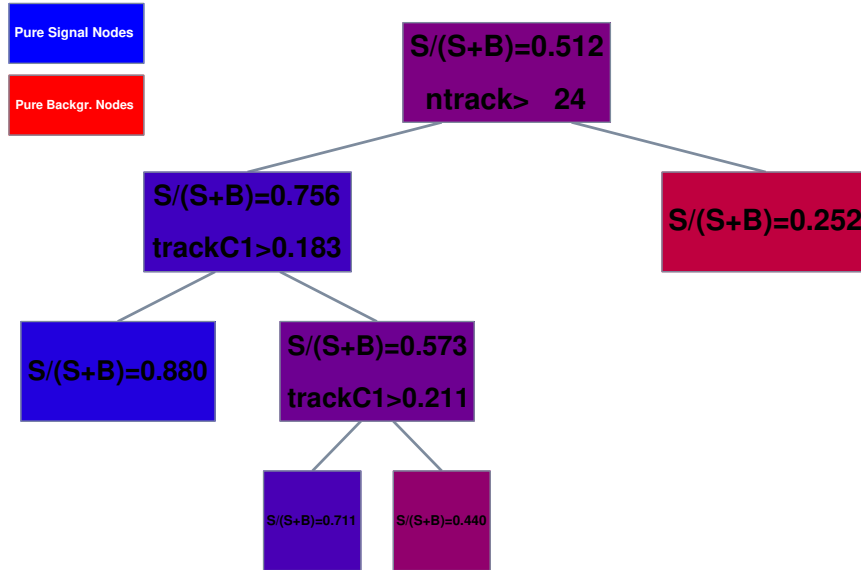 Pure Signal Nodes
Pure Backgr. Nodes
S/(S+B)=0.512
ntrack> 24
S/(S+B)=0.756
trackC1>0.183
S/(S+B)=0.252
S/(S+B)=0.880
S/(S+B)=0.573
trackC1>0.211
S/(S+B)=0.711
S/(S+B)=0.440